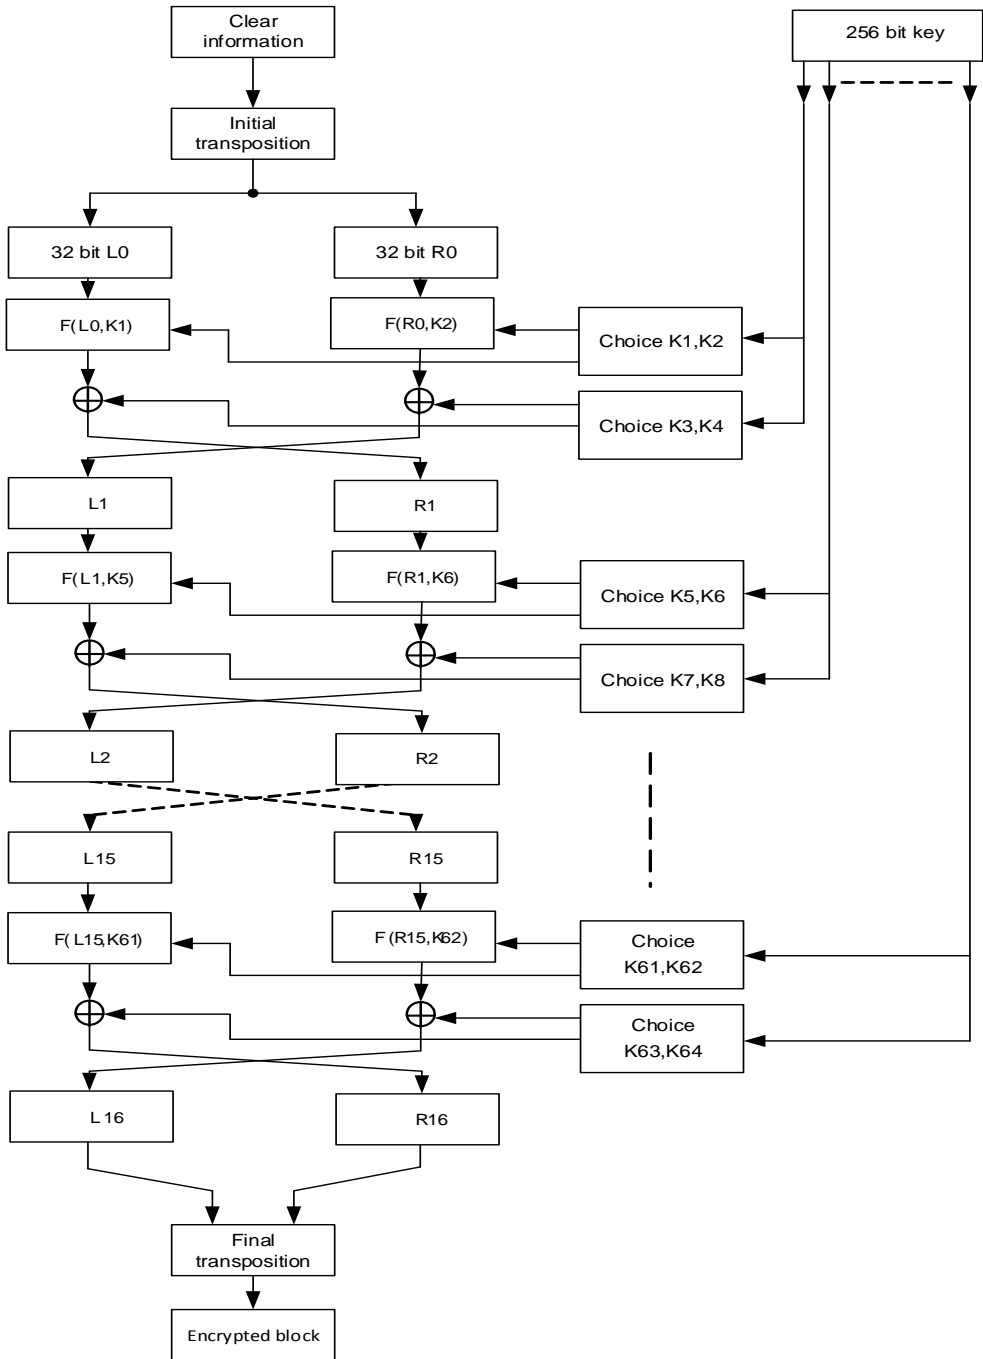 Clear
information
256 bit key
Initial
transposition
32 bit L0
32 bit R0
F(L0,K1)
F(R0,K2)
Choice K1,K2
Choice K3,K4
L1
R1
F(L1,K5)
F(R1,K6)
Choice K5,K6
Choice K7,K8
L2
R2
L15
R15
F(L15,K61)
F(R15,K62)
Choice
K61,K62
Choice
K63,K64
L16
R16
Final
transposition
Encrypted block